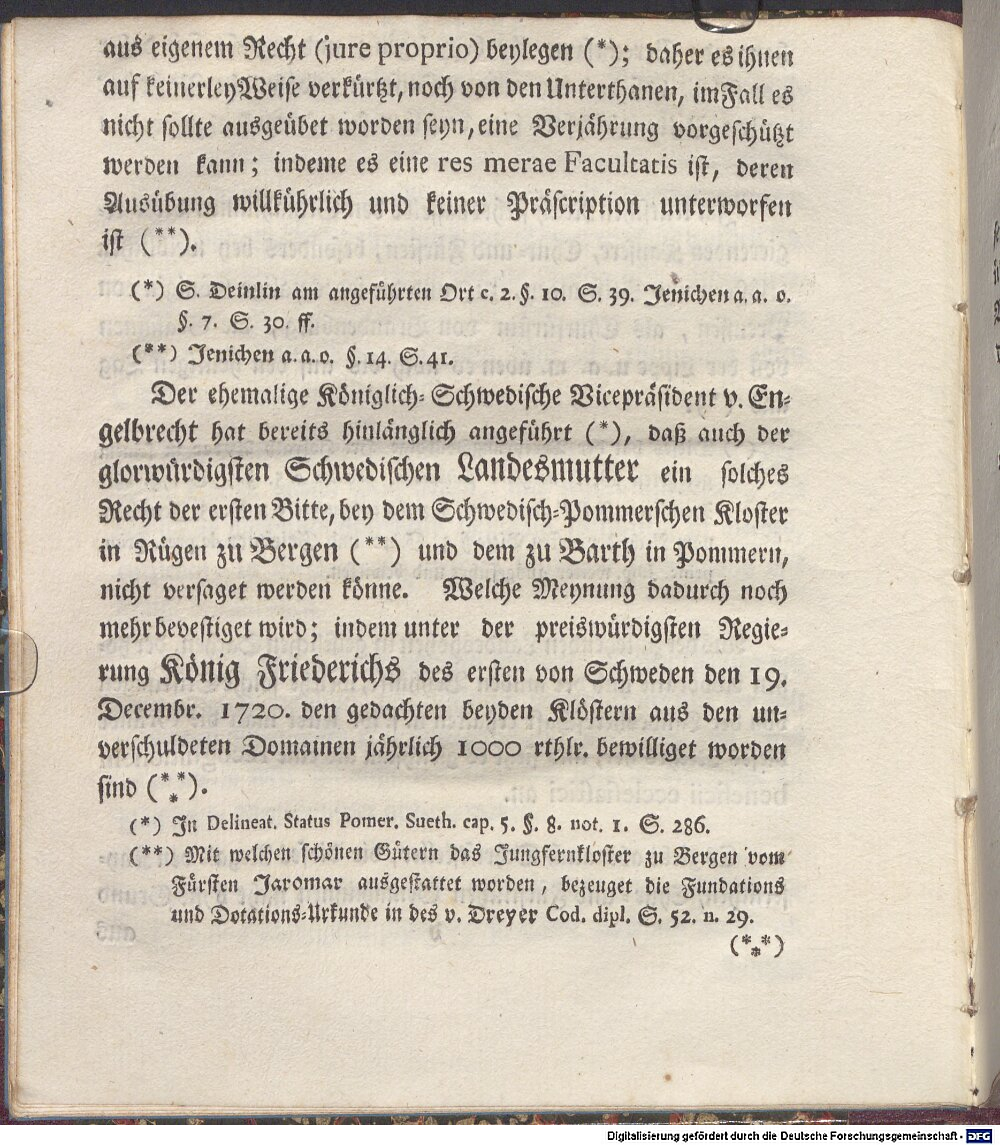 aus eigenem Recht (jure proprio) beylegen (*); daher es ihnen
auf keinerley Weise verkürtzt, noch von den Unterthanen, im Fall es
nicht sollte ausgeübet worden seyn, eine Verjährung vorgeschützt
werden kann; indeme es eine res merae Facultatis ist, deren
Ausübung willkührlich und keiner Präscription unterworfen
ist (**).
(*) S. Deinlin am angeführten Ort c. 2. §. 10. S. 39. Jenichen a. a. o.
§. 7. S. 30. ff.
(**) Jenichen a. a. o. §. 14. S. 41.
Der ehemalige Königlich-Schwedische Vicepräsident v. En-
gelbrecht hat bereits hinlänglich angeführt (*), daß auch der
glorwürdigsten Schwedischen Landesmutter ein solches
Recht der ersten Bitte, bey dem Schwedisch-Pommerschen Kloster
in Rügen zu Bergen (**) und dem zu Barth in Pommern,
nicht versaget werden könne. Welche Meynung dadurch noch
mehr bevestiget wird; indem unter der preiswürdigsten Regie-
rung König Friederichs des ersten von Schweden den 19.
Decembr. 1720. den gedachten beyden Klöstern aus den un-
verschuldeten Domainen jährlich 1000 rthlr. bewilliget worden
sind (***).
(*) In Delineat. Status Pomer. Sueth. cap. 5. §. 8. not. 1. S. 286.
(**) Mit welchen schönen Gütern das Jungfernkloster zu Bergen vom
Fürsten Jaromar ausgestattet worden, bezeuget die Fundations
und Dotations-Urkunde in des v. Dreyer Cod. dipl. S. 52. n. 29.
(***)
Digitalisierung gefördert durch die Deutsche Forschungsgemeinschaft - DFG